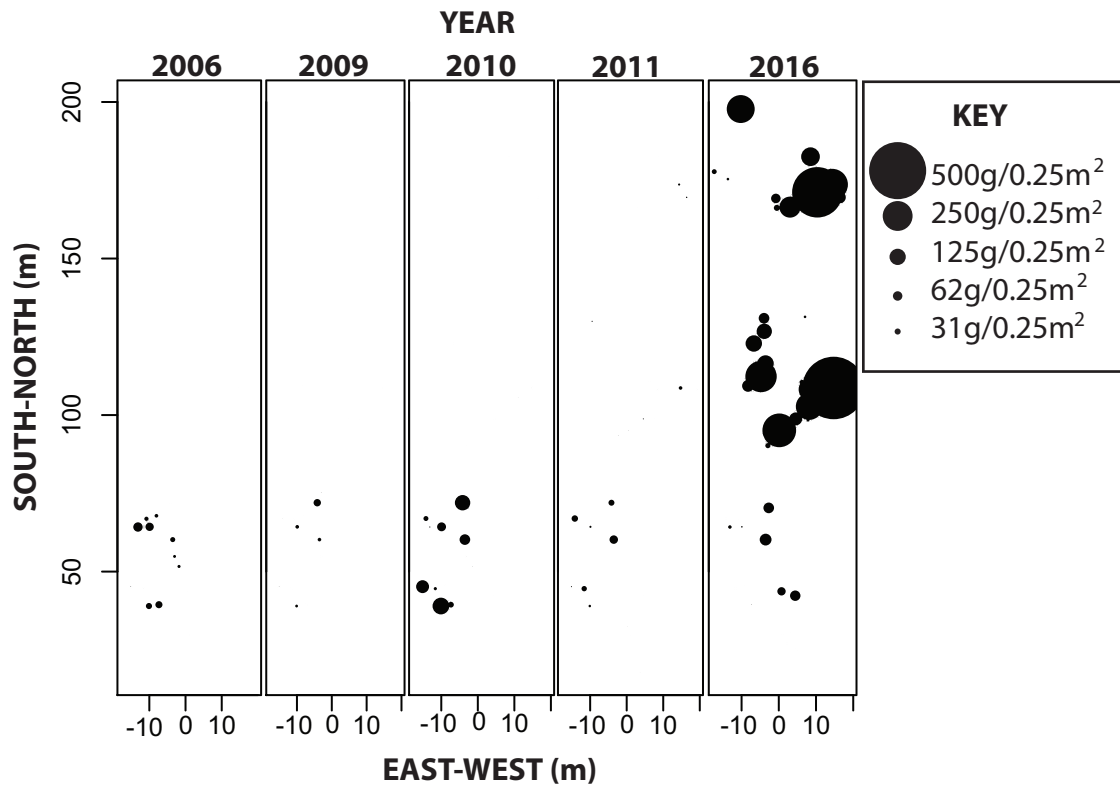 YEAR
2006 2009 2010 2011 2016
KEY
500g/0.25m²
250g/0.25m²
125g/0.25m²
62g/0.25m²
31g/0.25m²
SOUTH-NORTH (m)
200
150
100
50
-10 0 10 -10 0 10 -10 0 10 -10 0 10 -10 0 10
EAST-WEST (m)